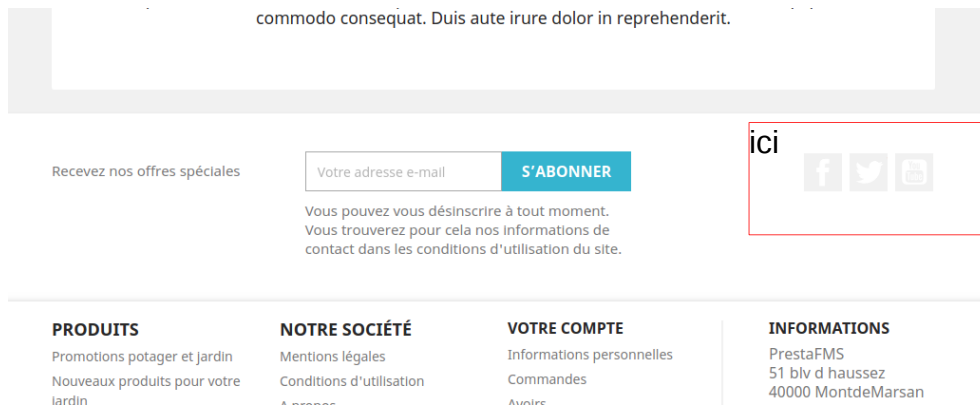 commodo consequat. Duis aute irure dolor in reprehenderit.
ici
Recevez nos offres spéciales
Votre adresse e-mail
S'ABONNER
Vous pouvez vous désinscrire à tout moment.
Vous trouverez pour cela nos informations de
contact dans les conditions d'utilisation du site.
PRODUITS
Promotions potager et jardin
Nouveaux produits pour votre
jardin
NOTRE SOCIÉTÉ
Mentions légales
Conditions d'utilisation
A propos
VOTRE COMPTE
Informations personnelles
Commandes
Avoirs
INFORMATIONS
PrestaFMS
51 blv d haussez
40000 MontdeMarsan